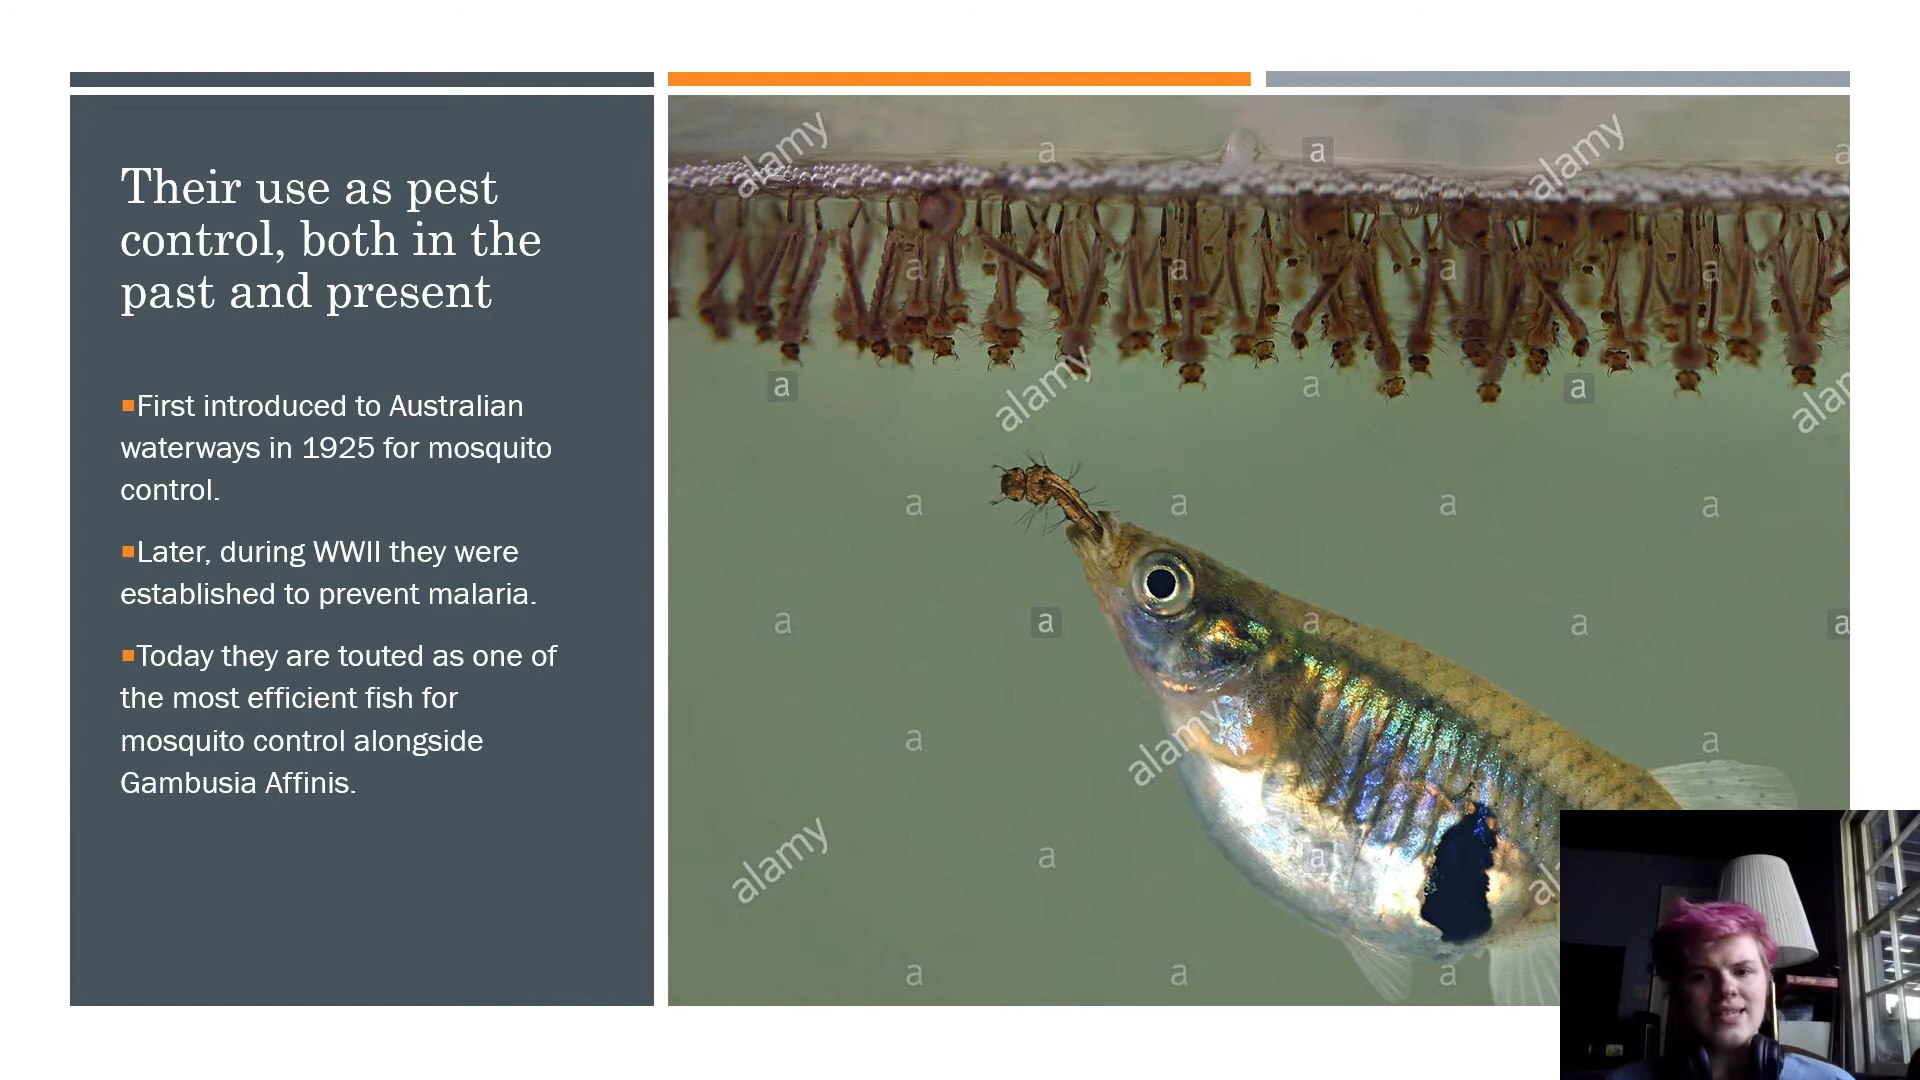 Their use as pest
control, both in the
past and present
■First introduced to Australian
waterways in 1925 for mosquito
control.
■Later, during WWII they were
established to prevent malaria.
■Today they are touted as one of
the most efficient fish for
mosquito control alongside
Gambusia Affinis.
alamy
a
a
alamy
a
a
a
a
a
a
alamy
a
a
alamy
a
a
a
a
a
a
a
a
a
alamy
a
a
alamy
a
a
a
a
a